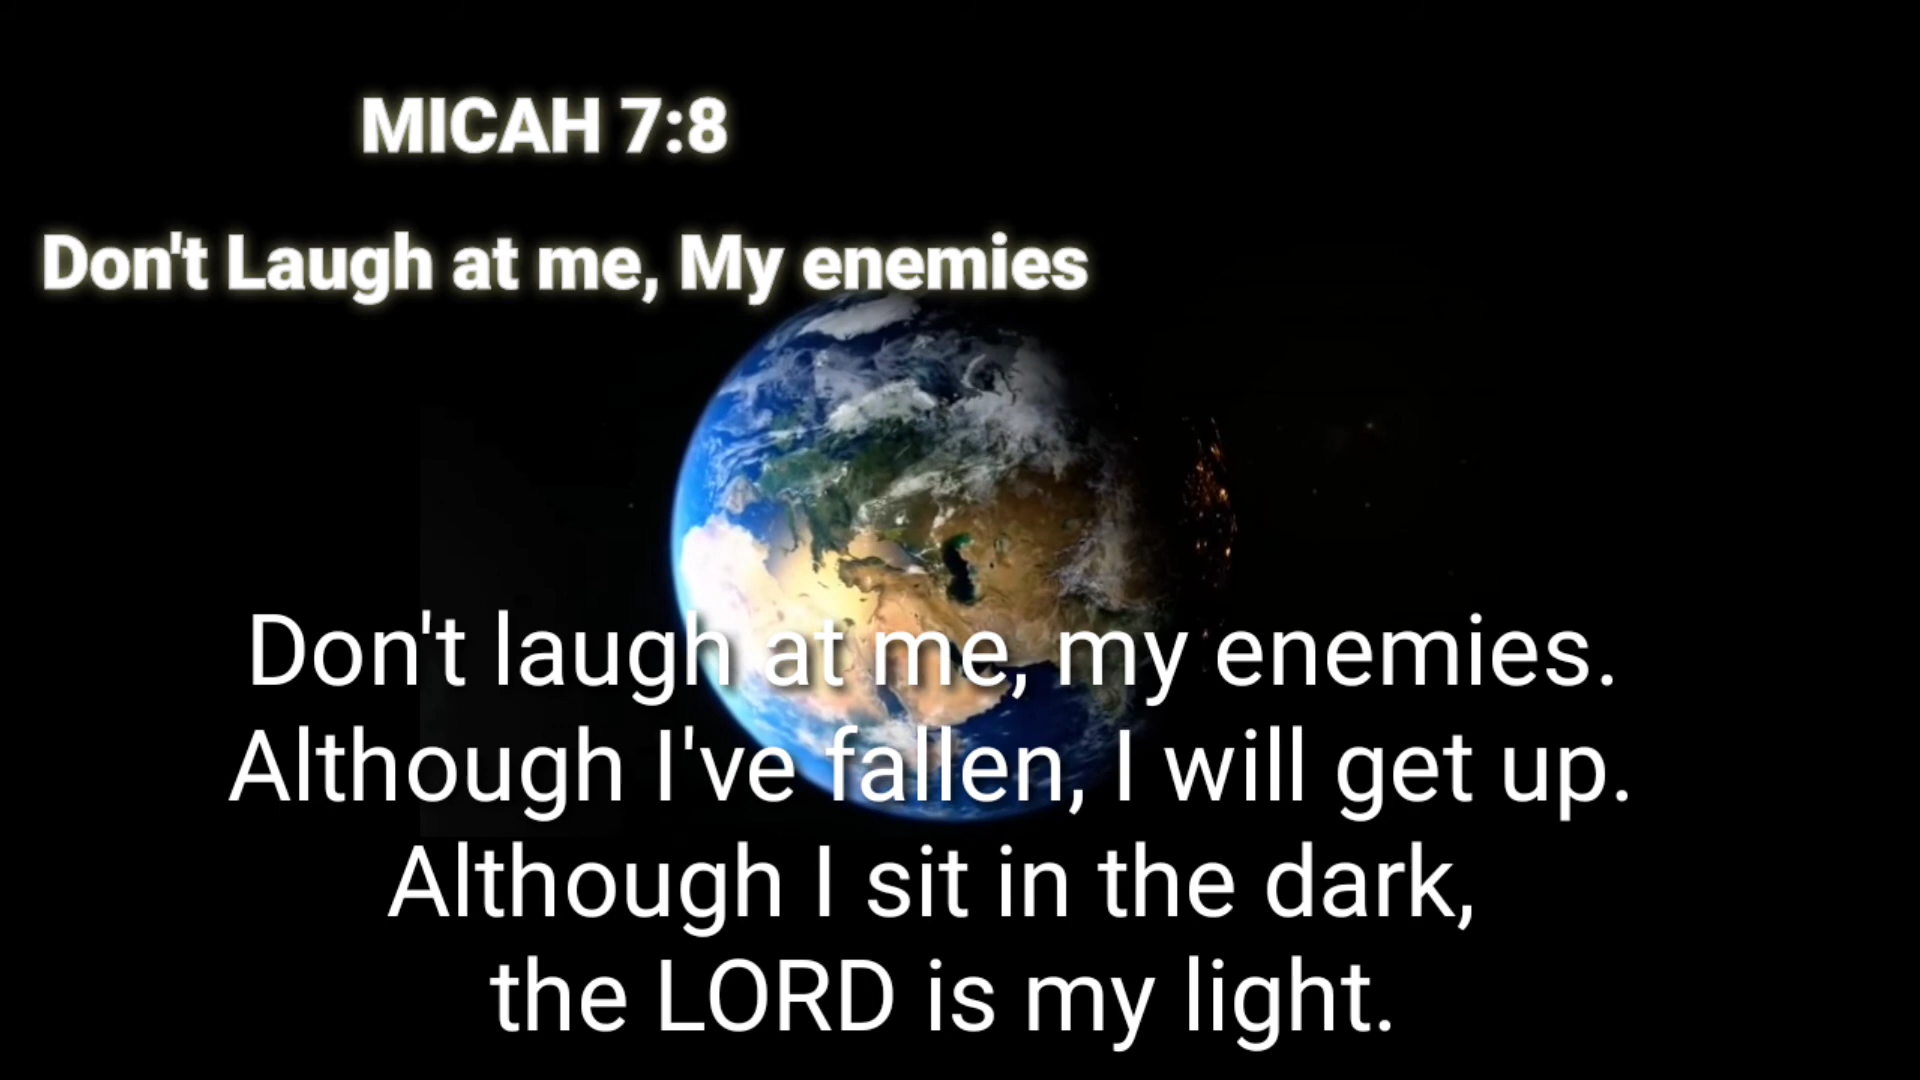 MICAH 7:8
Don't Laugh at me, My enemies
Don't laugh at me, my enemies.
Although I've fallen, I will get up.
Although I sit in the dark,
the LORD is my light.